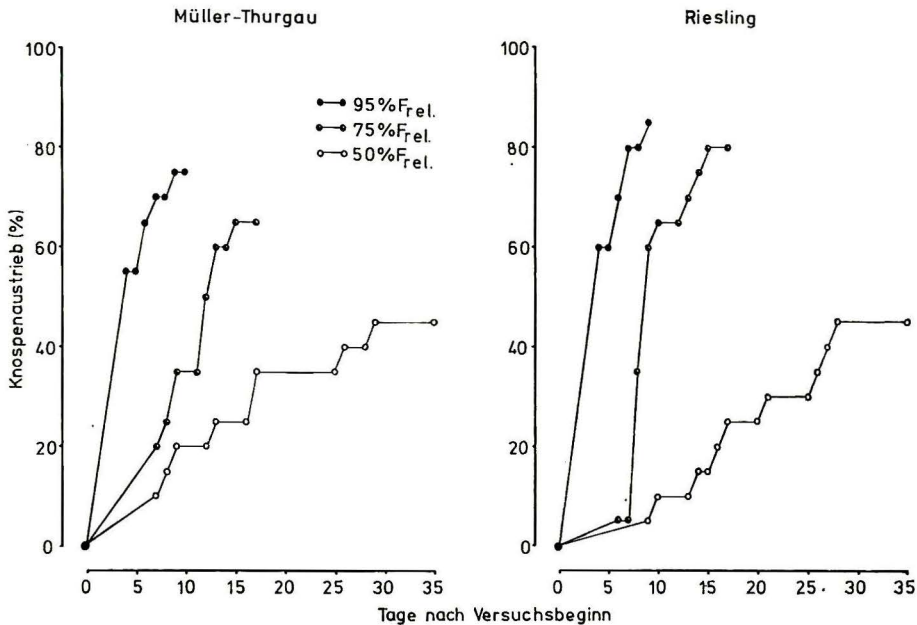 Müller-Thurgau
Riesling
95%Frel.
75%Frel.
50%Frel.
Knospenaustrieb (%)
100
80
60
40
20
0
0 5 10 15 20 25 30 35
100
80
60
40
20
0
0 5 10 15 20 25 30 35
Tage nach Versuchsbeginn